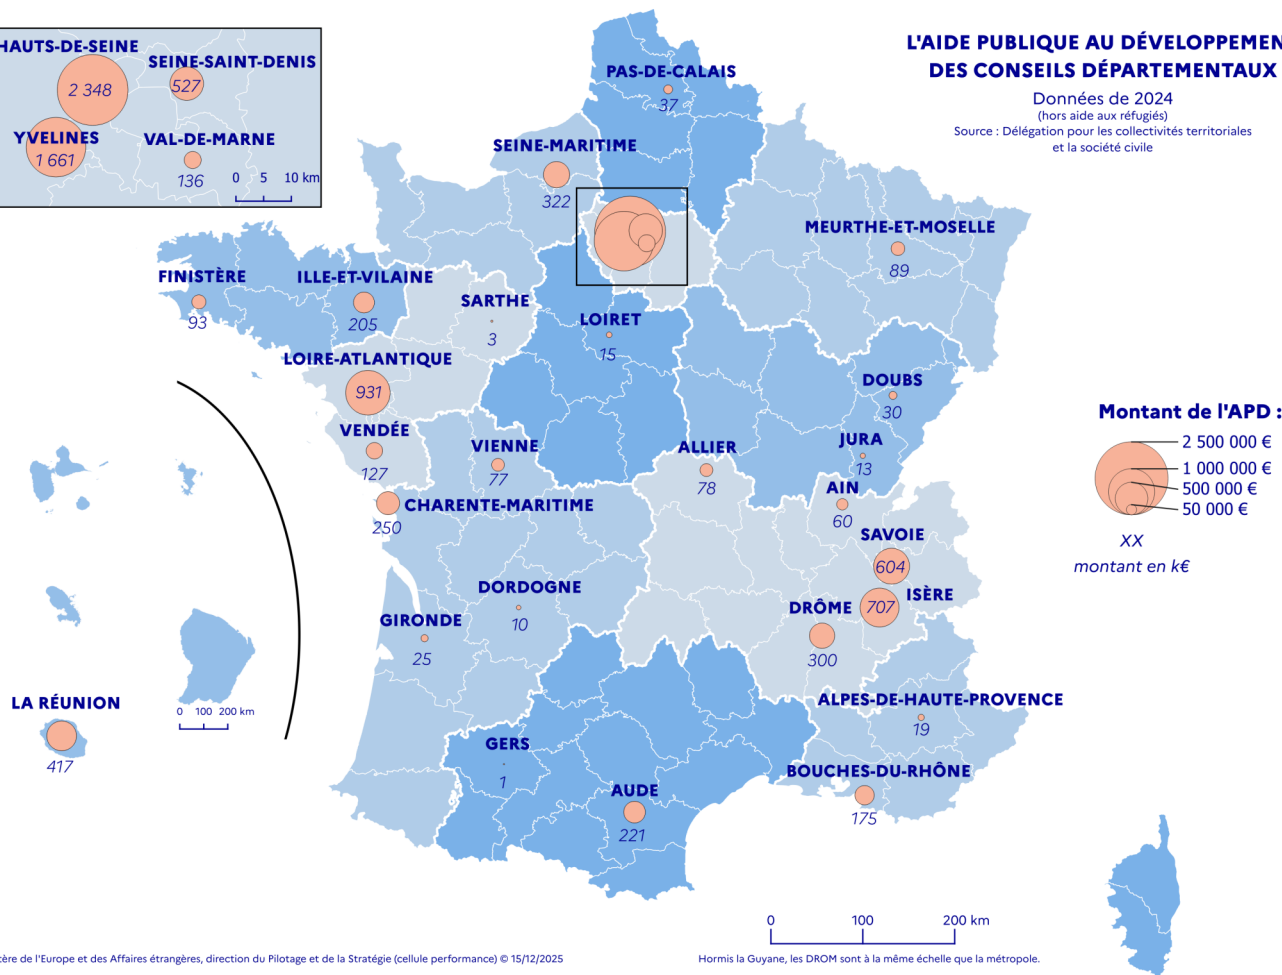 L'AIDE PUBLIQUE AU DÉVELOPPEMEN
DES CONSEILS DÉPARTEMENTAUX
Données de 2024
(hors aide aux réfugiés)
Source : Délégation pour les collectivités territoriales
et la société civile
HAUTS-DE-SEINE
2 348
SEINE-SAINT-DENIS
527
YVELINES
1 661
VAL-DE-MARNE
136
0 5 10 km
PAS-DE-CALAIS
37
SEINE-MARITIME
322
MEURTHE-ET-MOSELLE
89
FINISTÈRE
93
ILLE-ET-VILAINE
205
SARTHE
3
LOIRET
15
LOIRE-ATLANTIQUE
931
DOUBS
30
VENDÉE
127
VIENNE
77
ALLIER
78
JURA
13
AIN
60
CHARENTE-MARITIME
250
SAVOIE
604
ISÈRE
707
DRÔME
300
DORDOGNE
10
GIRONDE
25
ALPES-DE-HAUTE-PROVENCE
19
LA RÉUNION
417
0 100 200 km
GERS
1
AUDE
221
BOUCHES-DU-RHÔNE
175
Montant de l'APD :
2 500 000 €
1 000 000 €
500 000 €
50 000 €
XX
montant en k€
0 100 200 km
tère de l'Europe et des Affaires étrangères, direction du Pilotage et de la Stratégie (cellule performance) © 15/12/2025
Hormis la Guyane, les DROM sont à la même échelle que la métropole.